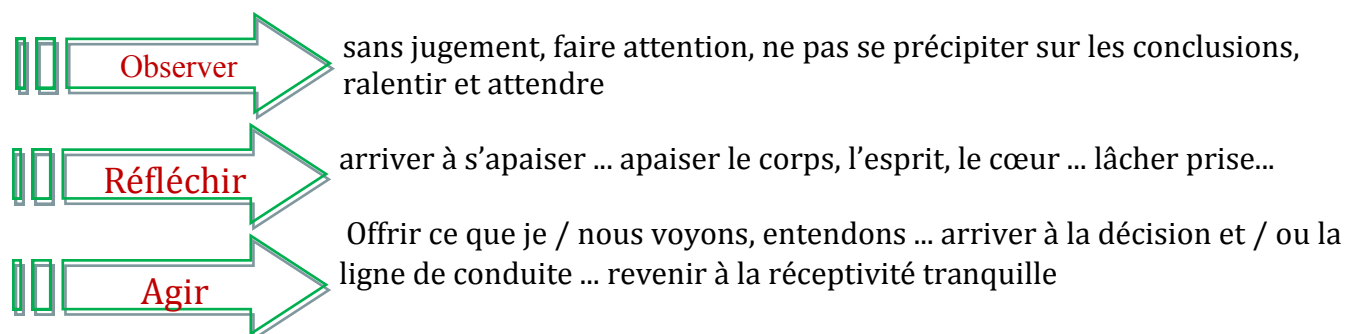 Observer
sans jugement, faire attention, ne pas se précipiter sur les conclusions,
ralentir et attendre
Réfléchir
arriver à s’apaiser ... apaiser le corps, l’esprit, le cœur ... lâcher prise...
Agir
Offrir ce que je / nous voyons, entendons ... arriver à la décision et / ou la
ligne de conduite ... revenir à la réceptivité tranquille